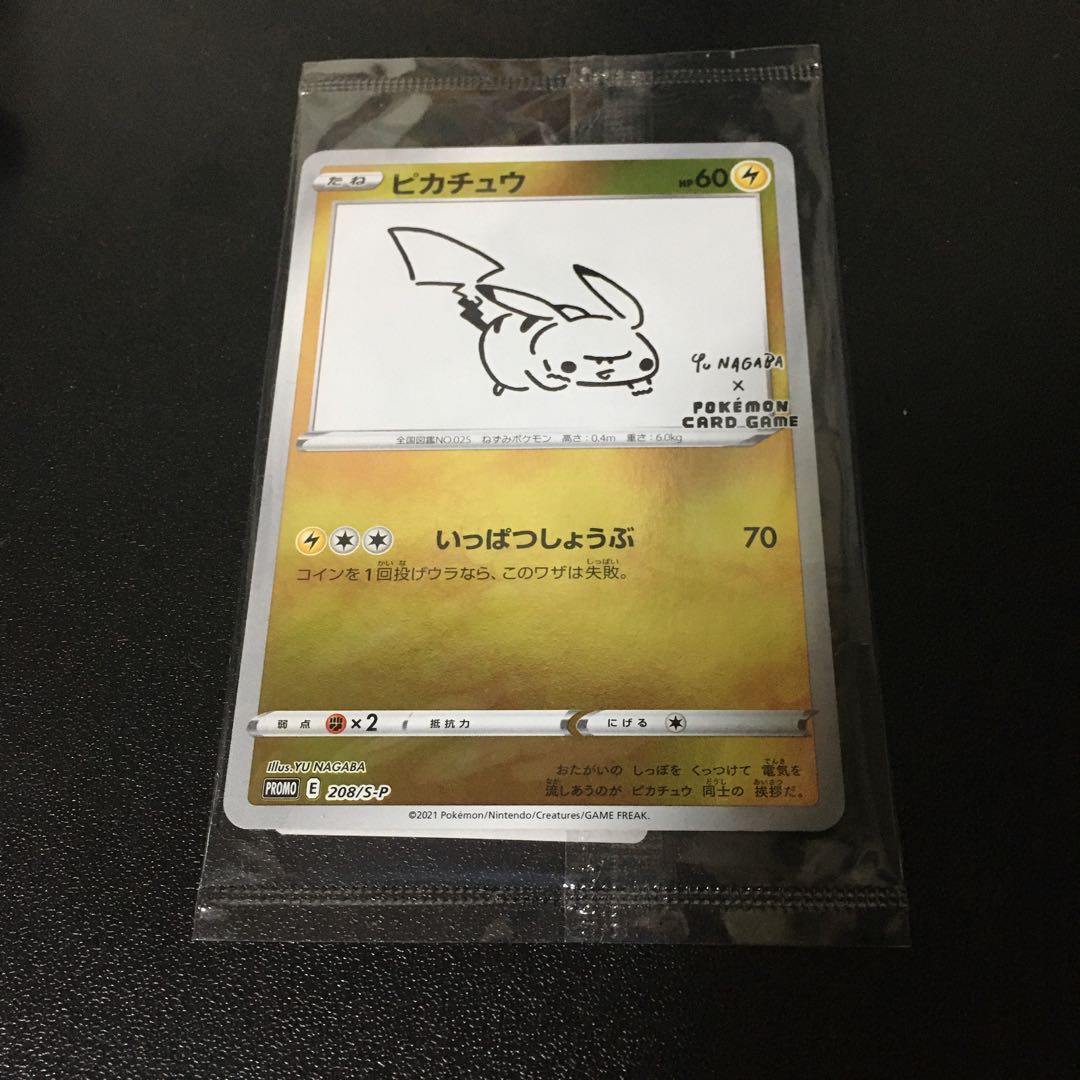 たね ピカチュウ HP60
Yu NAGABA
×
POKÉMON
CARD GAME
全国図鑑NO.025 ねずみポケモン 高さ:0.4m 重さ:6.0kg
いっぱつしょうぶ 70
コインを1回投げウラなら、このワザは失敗。
弱点 ×2 抵抗力 にげる
Illus.YU NAGABA
PROMO E 208/S-P
おたがいの しっぽを くっつけて 電気を
流しあうのが ピカチュウ 同士の 挨拶だ。
©2021 Pokémon/Nintendo/Creatures/GAME FREAK.